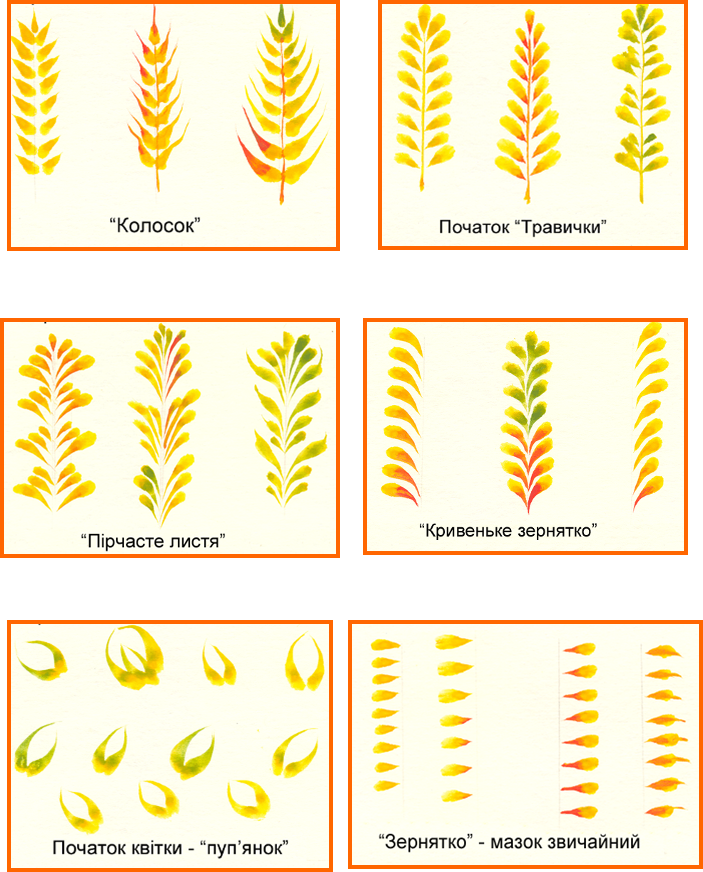 “Колосок”
Початок “Травички”
“Пірчасте листя”
“Кривеньке зернятко”
Початок квітки - “пуп’янок”
“Зернятко” - мазок звичайний